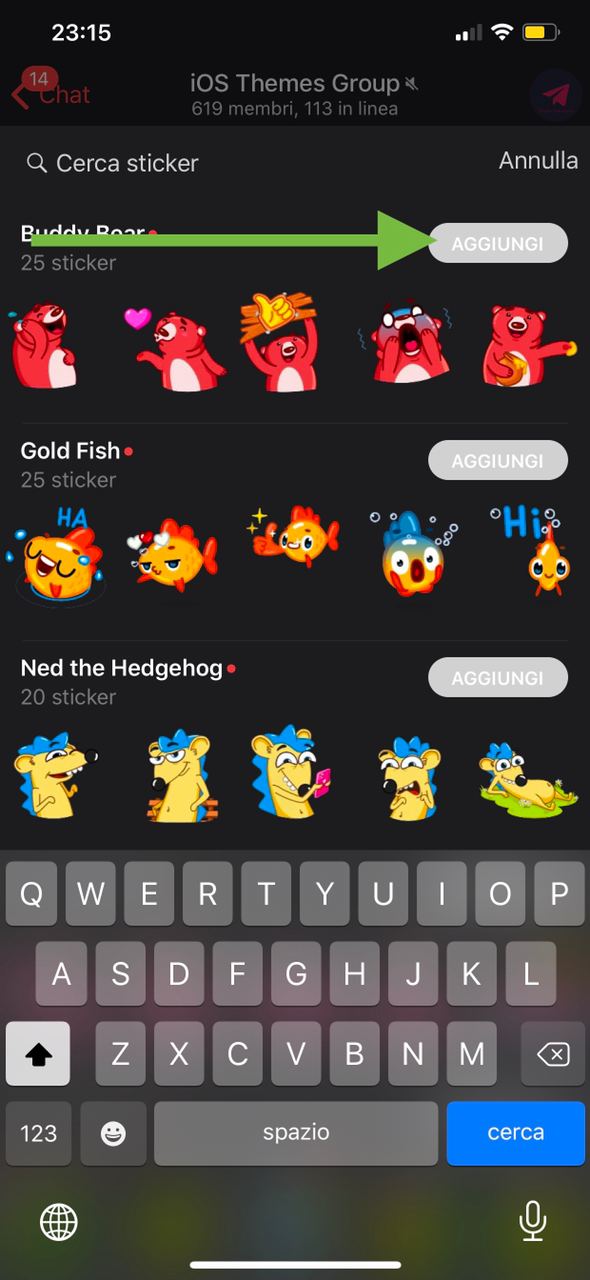 23:15
14
Chat
iOS Themes Group
619 membri, 113 in linea
Cerca sticker
Annulla
Buddy Bear
AGGIUNGI
25 sticker
Gold Fish
AGGIUNGI
25 sticker
HA
Hi
Ned the Hedgehog
AGGIUNGI
20 sticker
Q W E R T Y U I O P
A S D F G H J K L
Z X C V B N M
123
spazio
cerca